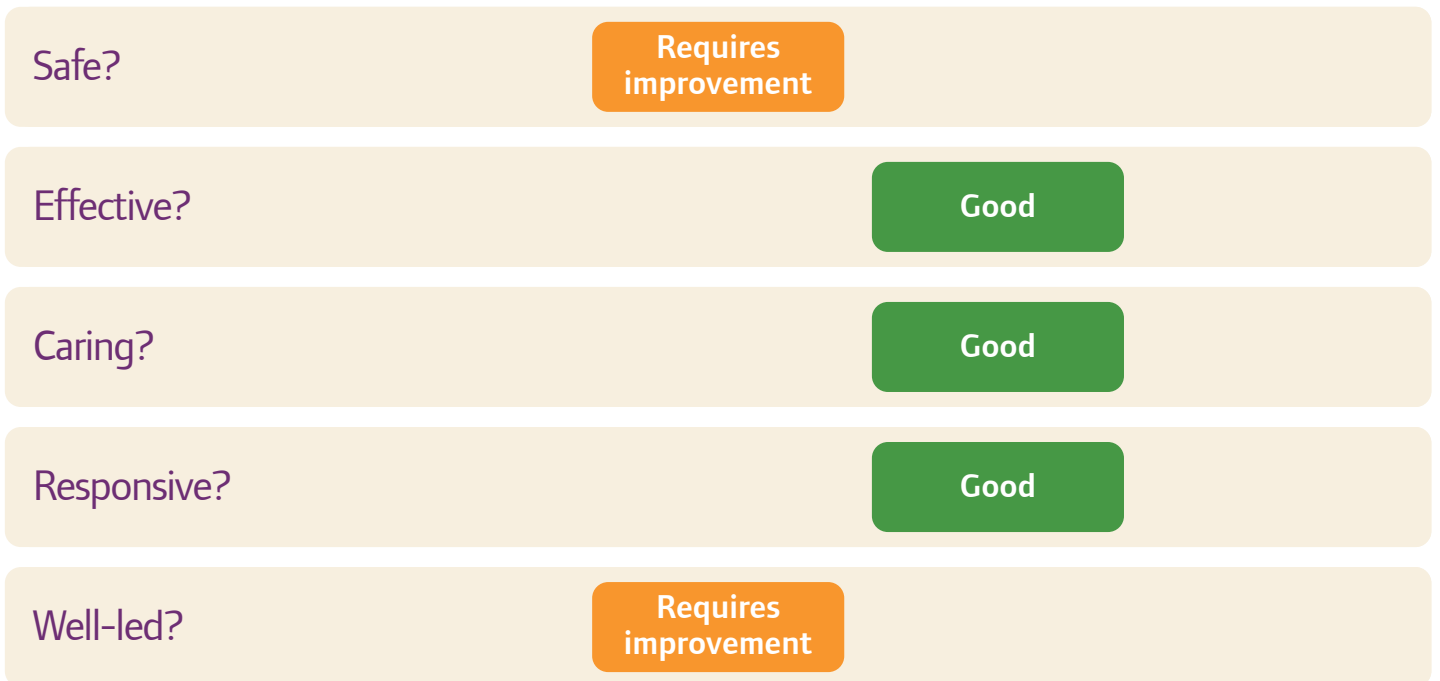 Safe?
Requires
improvement
Effective?
Good
Caring?
Good
Responsive?
Good
Well-led?
Requires
improvement